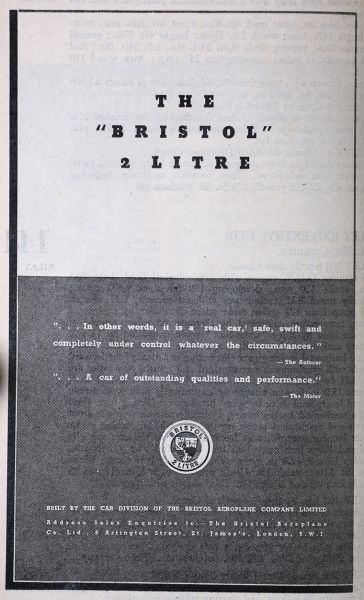 THE
"BRISTOL"
2 LITRE
". . . In other words, it is a 'real car,' safe, swift and
completely under control whatever the circumstances."
— The Autocar
". . . A car of outstanding qualities and performance."
— The Motor
BRISTOL
2 LITRE
BUILT BY THE CAR DIVISION OF THE BRISTOL AEROPLANE COMPANY LIMITED
Address Sales Enquiries to:—The Bristol Aeroplane
Co. Ltd., 8 Arlington Street, St. James's, London, S.W.1